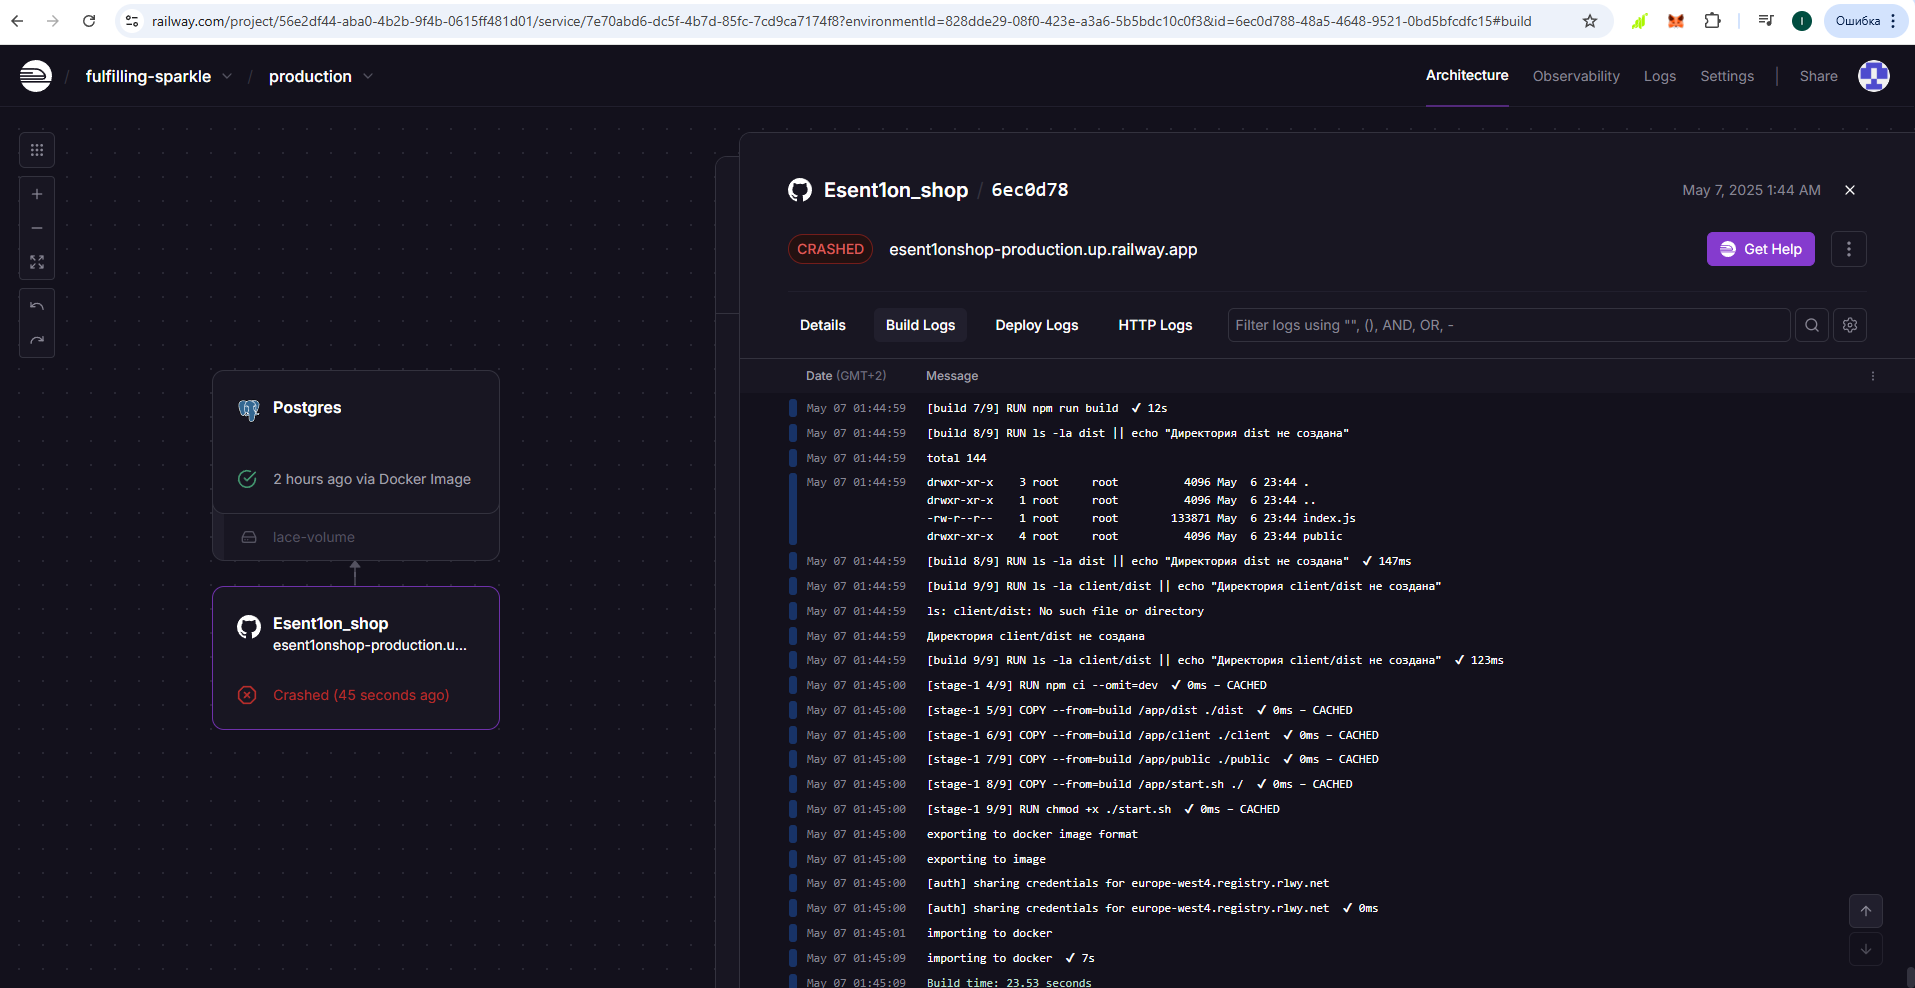 railway.com/project/56e2df44-aba0-4b2b-9f4b-0615ff481d01/service/7e70abd6-dc5f-4b7d-85fc-7cd9ca7174f8?environmentId=828dde29-08f0-423e-a3a6-5b5bdc10c0f3&id=6ec0d788-48a5-4648-9521-0bd5bfcdfc15#build
I
Ошибка
/ fulfilling-sparkle / production
Architecture Observability Logs Settings Share
Esent1on_shop / 6ec0d78
May 7, 2025 1:44 AM
CRASHED esent1onshop-production.up.railway.app
Get Help
Details Build Logs Deploy Logs HTTP Logs
Filter logs using "", (), AND, OR, -
Date (GMT+2) Message
May 07 01:44:59 [build 7/9] RUN npm run build ✔ 12s
May 07 01:44:59 [build 8/9] RUN ls -la dist || echo "Директория dist не создана"
May 07 01:44:59 total 144
May 07 01:44:59 drwxr-xr-x 3 root root 4096 May 6 23:44 .
drwxr-xr-x 1 root root 4096 May 6 23:44 ..
-rw-r--r-- 1 root root 133871 May 6 23:44 index.js
drwxr-xr-x 4 root root 4096 May 6 23:44 public
May 07 01:44:59 [build 8/9] RUN ls -la dist || echo "Директория dist не создана" ✔ 147ms
May 07 01:44:59 [build 9/9] RUN ls -la client/dist || echo "Директория client/dist не создана"
May 07 01:44:59 ls: client/dist: No such file or directory
May 07 01:44:59 Директория client/dist не создана
May 07 01:44:59 [build 9/9] RUN ls -la client/dist || echo "Директория client/dist не создана" ✔ 123ms
May 07 01:45:00 [stage-1 4/9] RUN npm ci --omit=dev ✔ 0ms – CACHED
May 07 01:45:00 [stage-1 5/9] COPY --from=build /app/dist ./dist ✔ 0ms – CACHED
May 07 01:45:00 [stage-1 6/9] COPY --from=build /app/client ./client ✔ 0ms – CACHED
May 07 01:45:00 [stage-1 7/9] COPY --from=build /app/public ./public ✔ 0ms – CACHED
May 07 01:45:00 [stage-1 8/9] COPY --from=build /app/start.sh ./ ✔ 0ms – CACHED
May 07 01:45:00 [stage-1 9/9] RUN chmod +x ./start.sh ✔ 0ms – CACHED
May 07 01:45:00 exporting to docker image format
May 07 01:45:00 exporting to image
May 07 01:45:00 [auth] sharing credentials for europe-west4.registry.rlwy.net
May 07 01:45:00 [auth] sharing credentials for europe-west4.registry.rlwy.net ✔ 0ms
May 07 01:45:01 importing to docker
May 07 01:45:09 importing to docker ✔ 7s
May 07 01:45:09 Build time: 23.53 seconds
Postgres
2 hours ago via Docker Image
lace-volume
Esent1on_shop
esent1onshop-production.u...
Crashed (45 seconds ago)